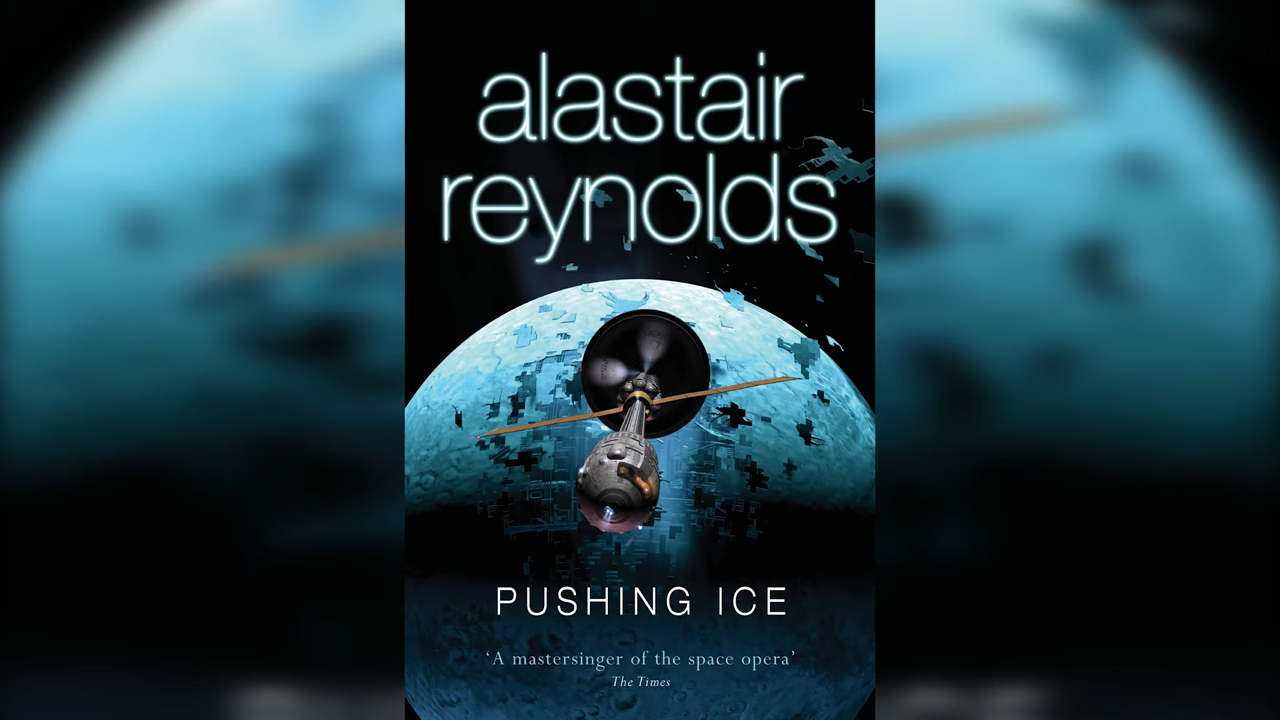 alastair
reynolds
PUSHING ICE
‘A mastersinger of the space opera’
The Times